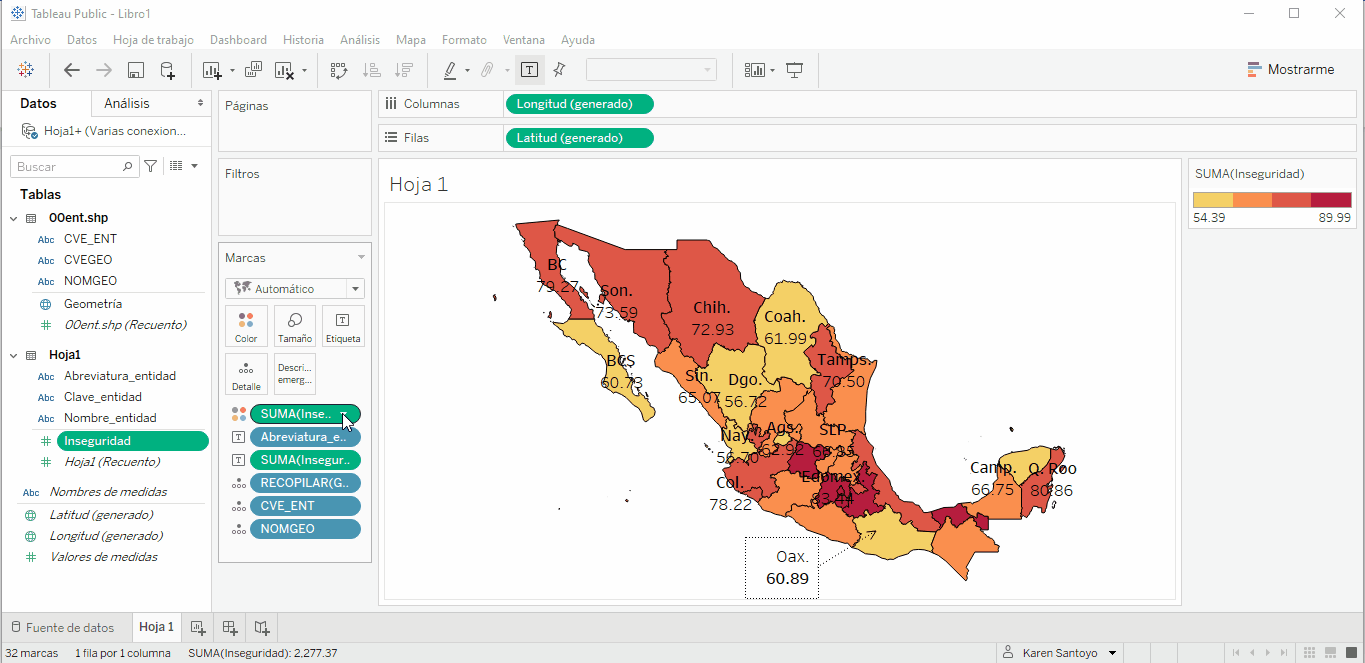 Tableau Public - Libro1
Archivo Datos Hoja de trabajo Dashboard Historia Análisis Mapa Formato Ventana Ayuda
Mostrarme
Datos Análisis
Hoja1+ (Varias conexion...
Buscar
Tablas
00ent.shp
Abc CVE_ENT
Abc CVEGEO
Abc NOMGEO
Geometría
00ent.shp (Recuento)
Hoja1
Abc Abreviatura_entidad
Abc Clave_entidad
Abc Nombre_entidad
Inseguridad
Hoja1 (Recuento)
Abc Nombres de medidas
Latitud (generado)
Longitud (generado)
Valores de medidas
Páginas
Filtros
Marcas
Automático
Color Tamaño Etiqueta
Detalle Descri... emerg...
SUMA(Inse..
Abreviatura_e..
SUMA(Insegur..
RECOPILAR(G..
CVE_ENT
NOMGEO
Columnas Longitud (generado)
Filas Latitud (generado)
Hoja 1
BC
79.27
Son.
73.59
Chih.
72.93
Coah.
61.99
BCS
60.73
Sin.
65.07
Dgo.
56.72
Tamps.
70.50
Nay.
56.70
Ags.
62.92
SLP
Col.
78.22
Edomex.
83.44
Camp.
66.75
Q. Roo
80.86
Oax.
60.89
SUMA(Inseguridad)
54.39 89.99
Fuente de datos Hoja 1
32 marcas 1 fila por 1 columna SUMA(Inseguridad): 2,277.37 Karen Santoyo